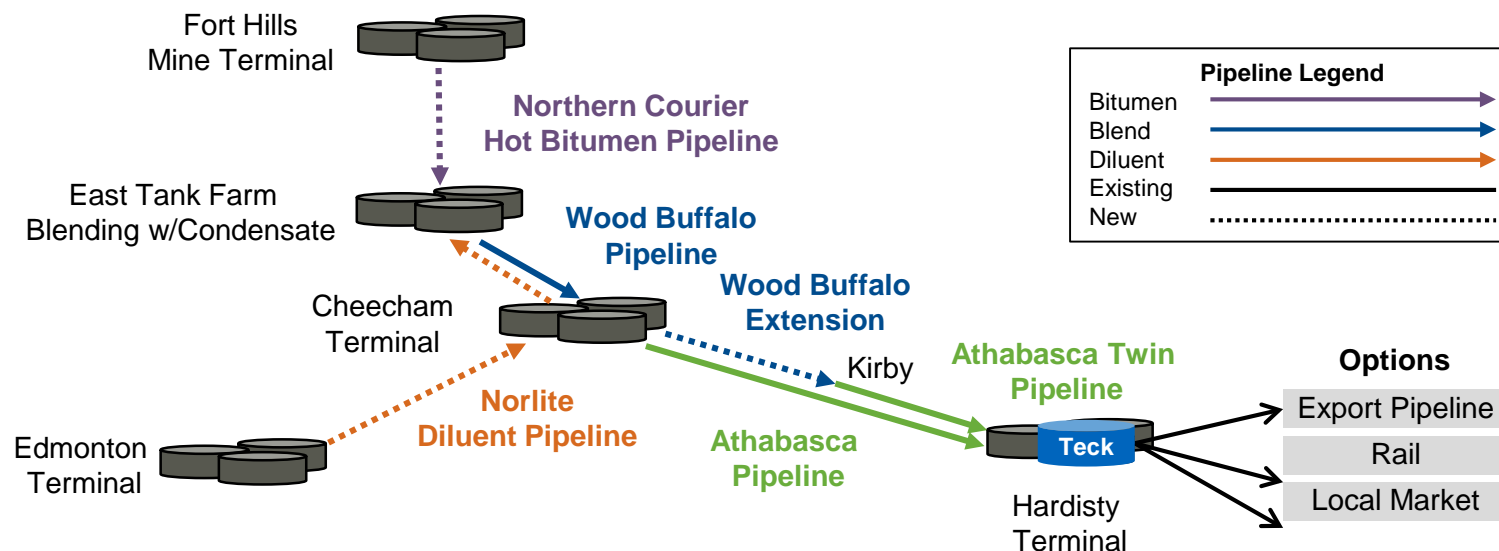 Fort Hills
Mine Terminal
Pipeline Legend
Bitumen
Blend
Diluent
Existing
New
Northern Courier
Hot Bitumen Pipeline
East Tank Farm
Blending w/Condensate
Wood Buffalo
Pipeline
Cheecham
Terminal
Wood Buffalo
Extension
Kirby
Athabasca Twin
Pipeline
Norlite
Diluent Pipeline
Athabasca
Pipeline
Edmonton
Terminal
Teck
Hardisty
Terminal
Options
Export Pipeline
Rail
Local Market